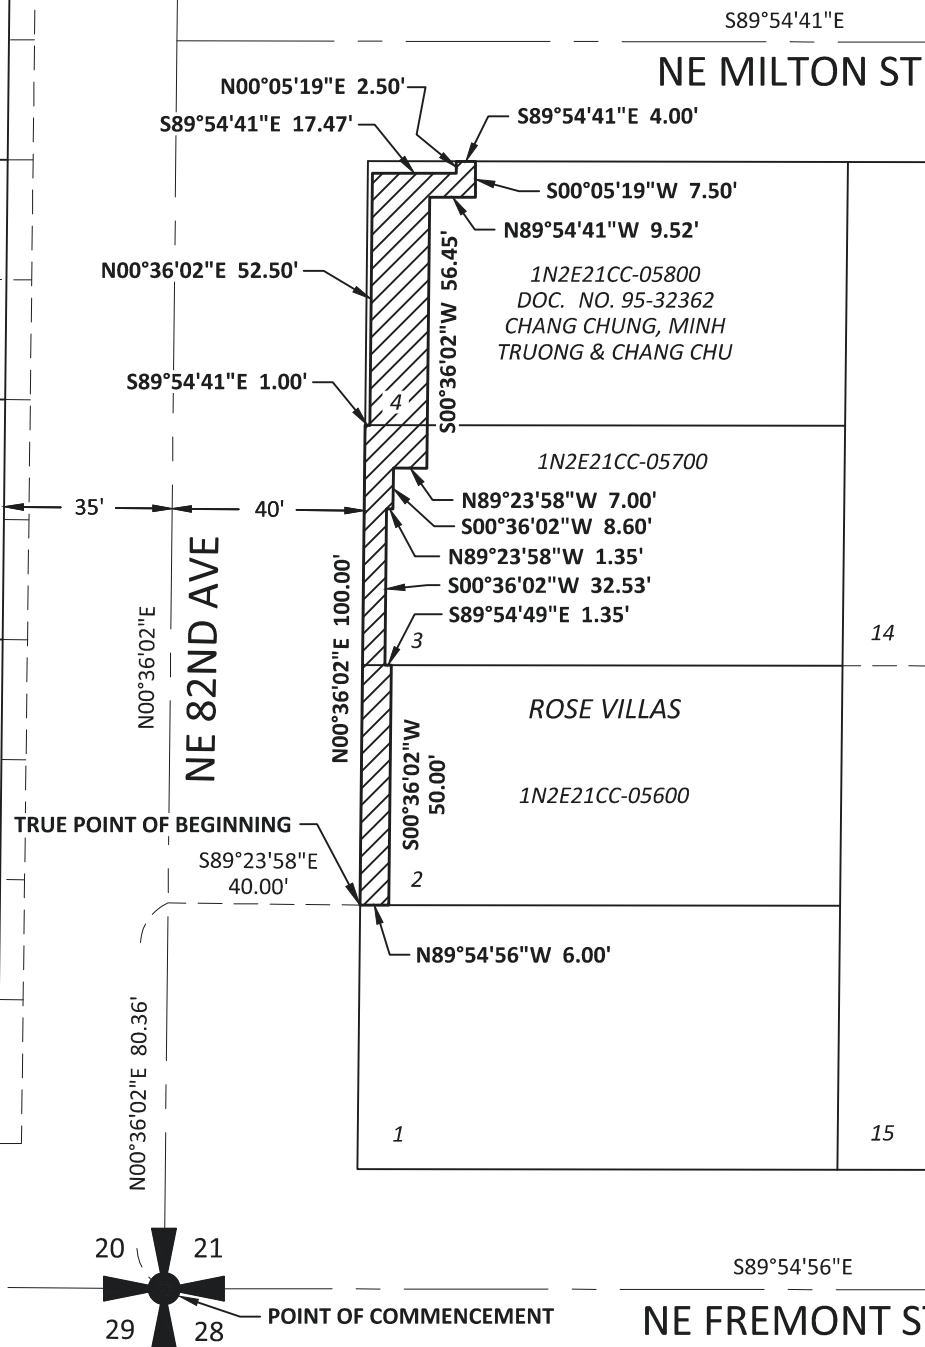 S89°54'41"E
NE MILTON ST
N00°05'19"E 2.50'
S89°54'41"E 4.00'
S89°54'41"E 17.47'
S00°05'19"W 7.50'
N89°54'41"W 9.52'
N00°36'02"E 52.50'
S00°36'02"W 56.45'
1N2E21CC-05800
DOC. NO. 95-32362
CHANG CHUNG, MINH
TRUONG & CHANG CHU
S89°54'41"E 1.00'
4
1N2E21CC-05700
35'
40'
N89°23'58"W 7.00'
S00°36'02"W 8.60'
N89°23'58"W 1.35'
S00°36'02"W 32.53'
S89°54'49"E 1.35'
N00°36'02"E
NE 82ND AVE
N00°36'02"E 100.00'
3
14
ROSE VILLAS
S00°36'02"W
50.00'
1N2E21CC-05600
TRUE POINT OF BEGINNING
S89°23'58"E
40.00'
2
N89°54'56"W 6.00'
N00°36'02"E 80.36'
1
15
20
21
29
28
POINT OF COMMENCEMENT
S89°54'56"E
NE FREMONT ST